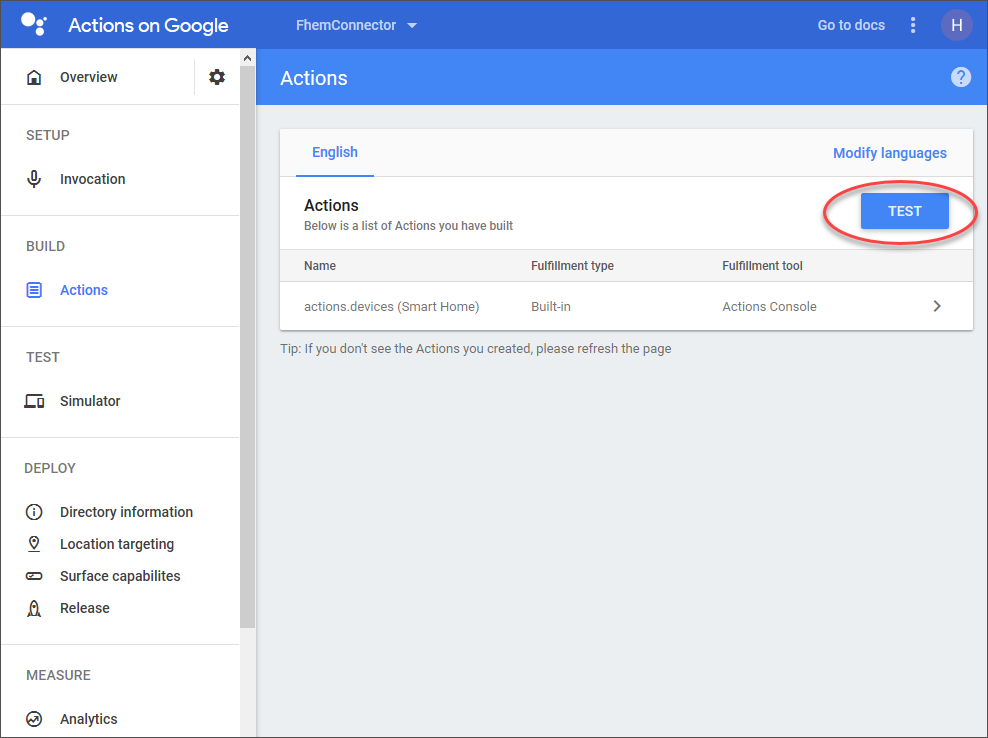 Actions on Google
FhemConnector
Go to docs
H
Overview
Actions
?
SETUP
Invocation
BUILD
Actions
TEST
Simulator
DEPLOY
Directory information
Location targeting
Surface capabilites
Release
MEASURE
Analytics
English
Modify languages
Actions
Below is a list of Actions you have built
TEST
Name Fulfillment type Fulfillment tool
actions.devices (Smart Home) Built-in Actions Console
Tip: If you don't see the Actions you created, please refresh the page